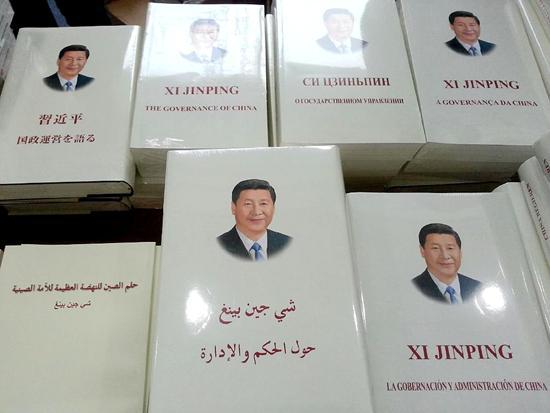 習近平
国政運営を語る
XI JINPING
THE GOVERNANCE OF CHINA
СИ ЦЗИНЬПИН
О ГОСУДАРСТВЕННОМ УПРАВЛЕНИИ
XI JINPING
A GOVERNANÇA DA CHINA
حلم الصين للنهضة العظيمة للأمة الصينية
شي جين بينغ
شي جين بينغ
حول الحكم والإدارة
XI JINPING
LA GOBERNACIÓN Y ADMINISTRACIÓN DE CHINA